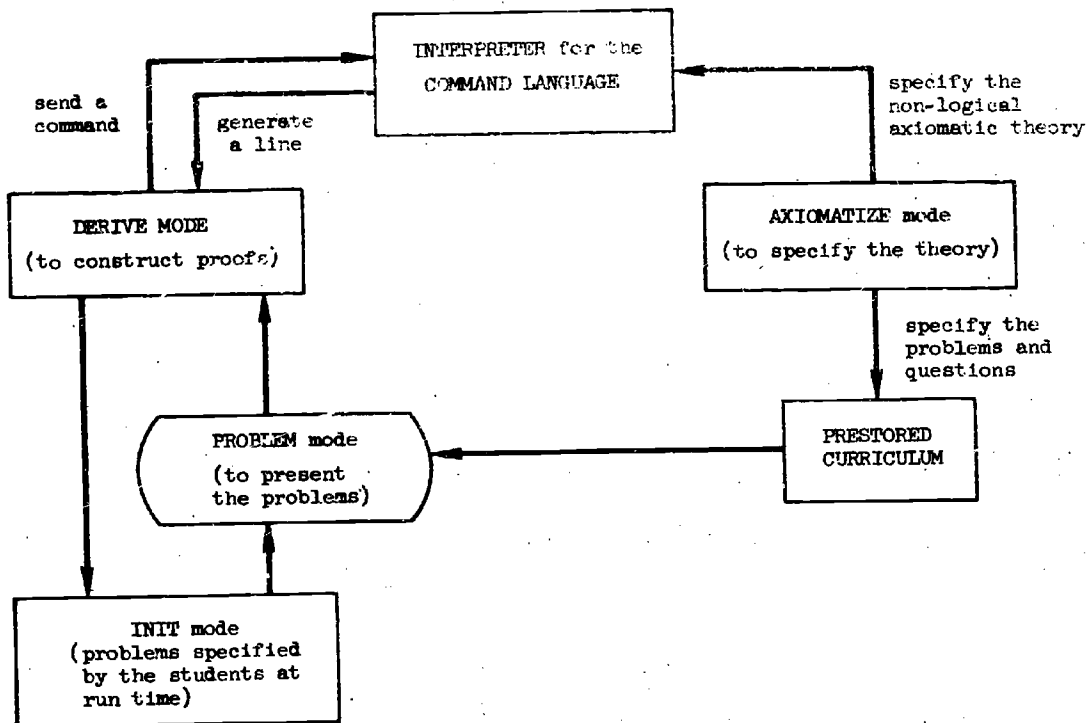 INTERPRETER for the
COMMAND LANGUAGE
send a
command
generate
a line
specify the
non-logical
axiomatic theory
DERIVE MODE
(to construct proofs)
AXIOMATIZE mode
(to specify the theory)
specify the
problems and
questions
PROBLEM mode
(to present
the problems)
PRESTORED
CURRICULUM
INIT mode
(problems specified
by the students at
run time)